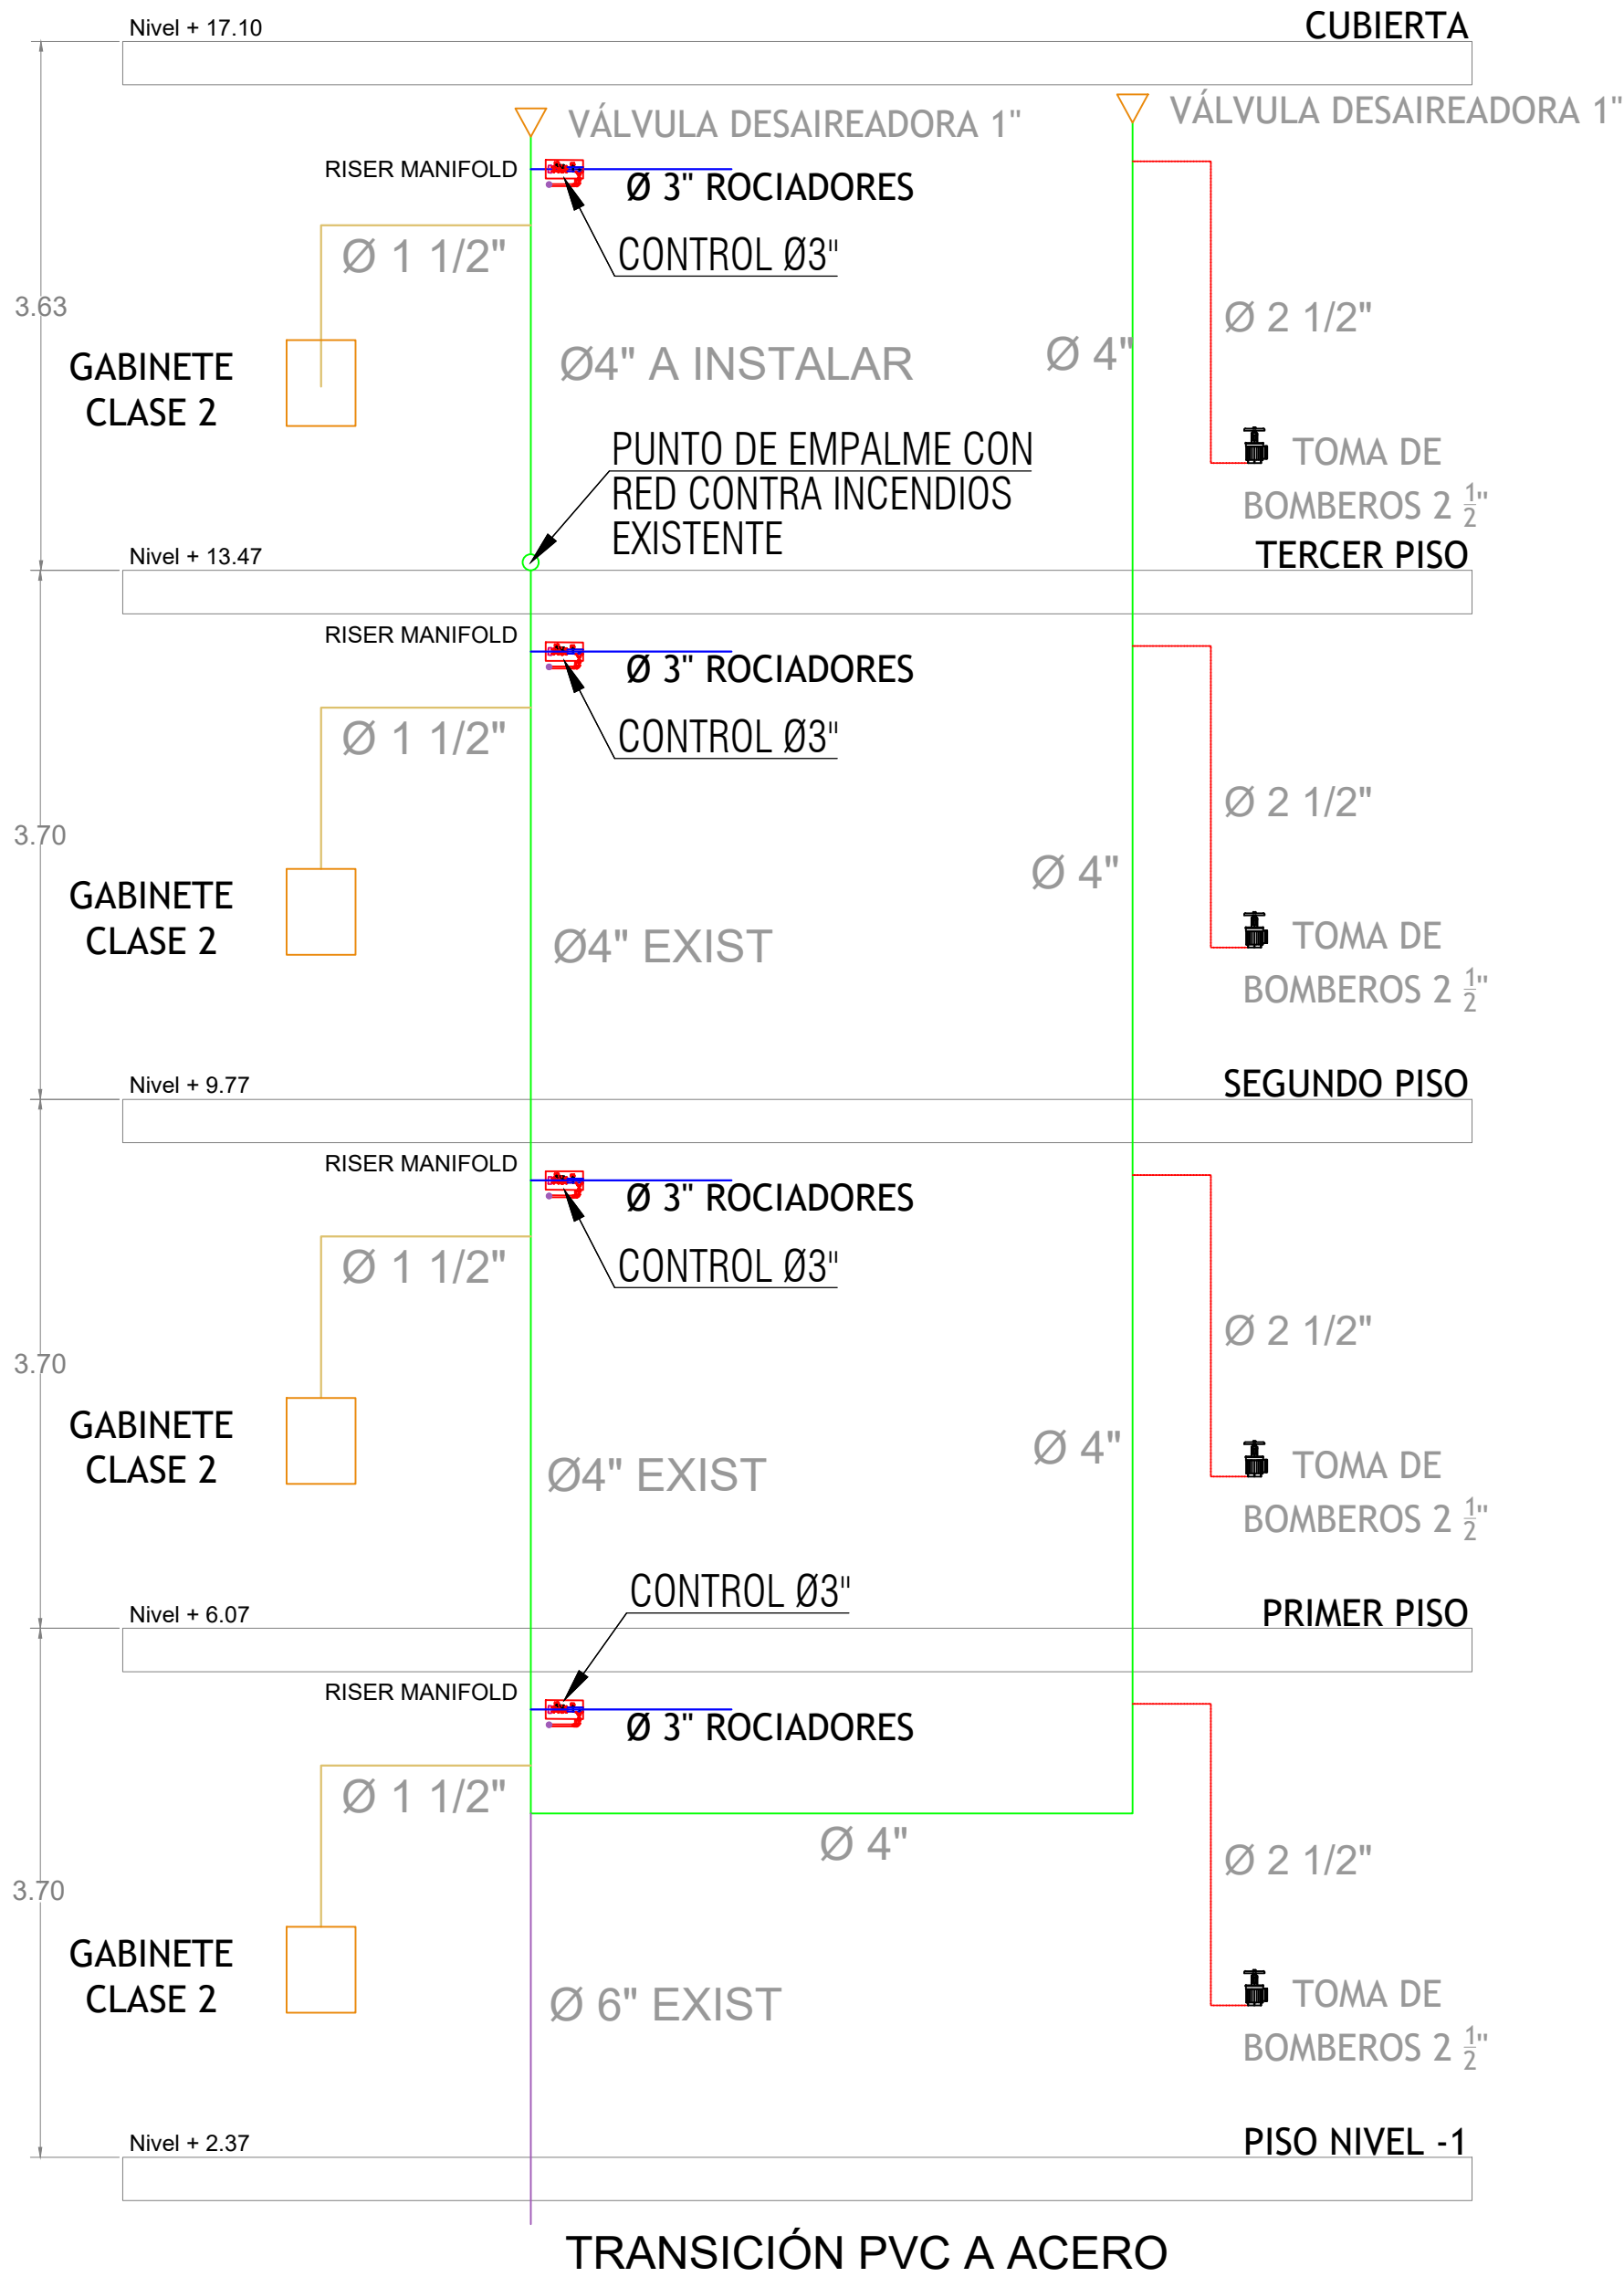 Nivel + 17.10
CUBIERTA
VÁLVULA DESAIREADORA 1"
VÁLVULA DESAIREADORA 1"
RISER MANIFOLD
Ø 3" ROCIADORES
Ø 1 1/2"
CONTROL Ø3"
3.63
Ø 2 1/2"
GABINETE
CLASE 2
Ø4" A INSTALAR
Ø 4"
PUNTO DE EMPALME CON
RED CONTRA INCENDIOS
EXISTENTE
TOMA DE
BOMBEROS 2 1/2"
Nivel + 13.47
TERCER PISO
RISER MANIFOLD
Ø 3" ROCIADORES
Ø 1 1/2"
CONTROL Ø3"
Ø 2 1/2"
3.70
Ø 4"
GABINETE
CLASE 2
Ø4" EXIST
TOMA DE
BOMBEROS 2 1/2"
Nivel + 9.77
SEGUNDO PISO
RISER MANIFOLD
Ø 3" ROCIADORES
Ø 1 1/2"
CONTROL Ø3"
Ø 2 1/2"
3.70
GABINETE
CLASE 2
Ø4" EXIST
Ø 4"
TOMA DE
BOMBEROS 2 1/2"
CONTROL Ø3"
Nivel + 6.07
PRIMER PISO
RISER MANIFOLD
Ø 3" ROCIADORES
Ø 1 1/2"
Ø 4"
Ø 2 1/2"
3.70
GABINETE
CLASE 2
Ø 6" EXIST
TOMA DE
BOMBEROS 2 1/2"
Nivel + 2.37
PISO NIVEL -1
TRANSICIÓN PVC A ACERO